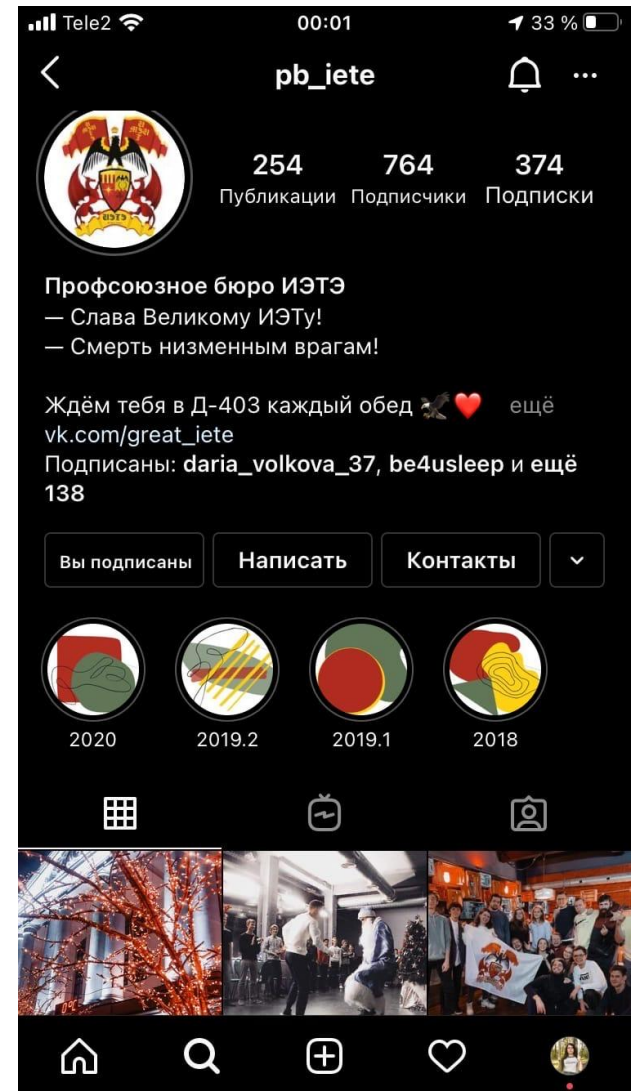 Tele2 00:01 33 %
pb_iete
254 764 374
Публикации Подписчики Подписки
Профсоюзное бюро ИЭТЭ
— Слава Великому ИЭТу!
— Смерть низменным врагам!
Ждём тебя в Д-403 каждый обед 🦅❤️ ещё
vk.com/great_iete
Подписаны: daria_volkova_37, be4usleep и ещё
138
Вы подписаны Написать Контакты
2020 2019.2 2019.1 2018